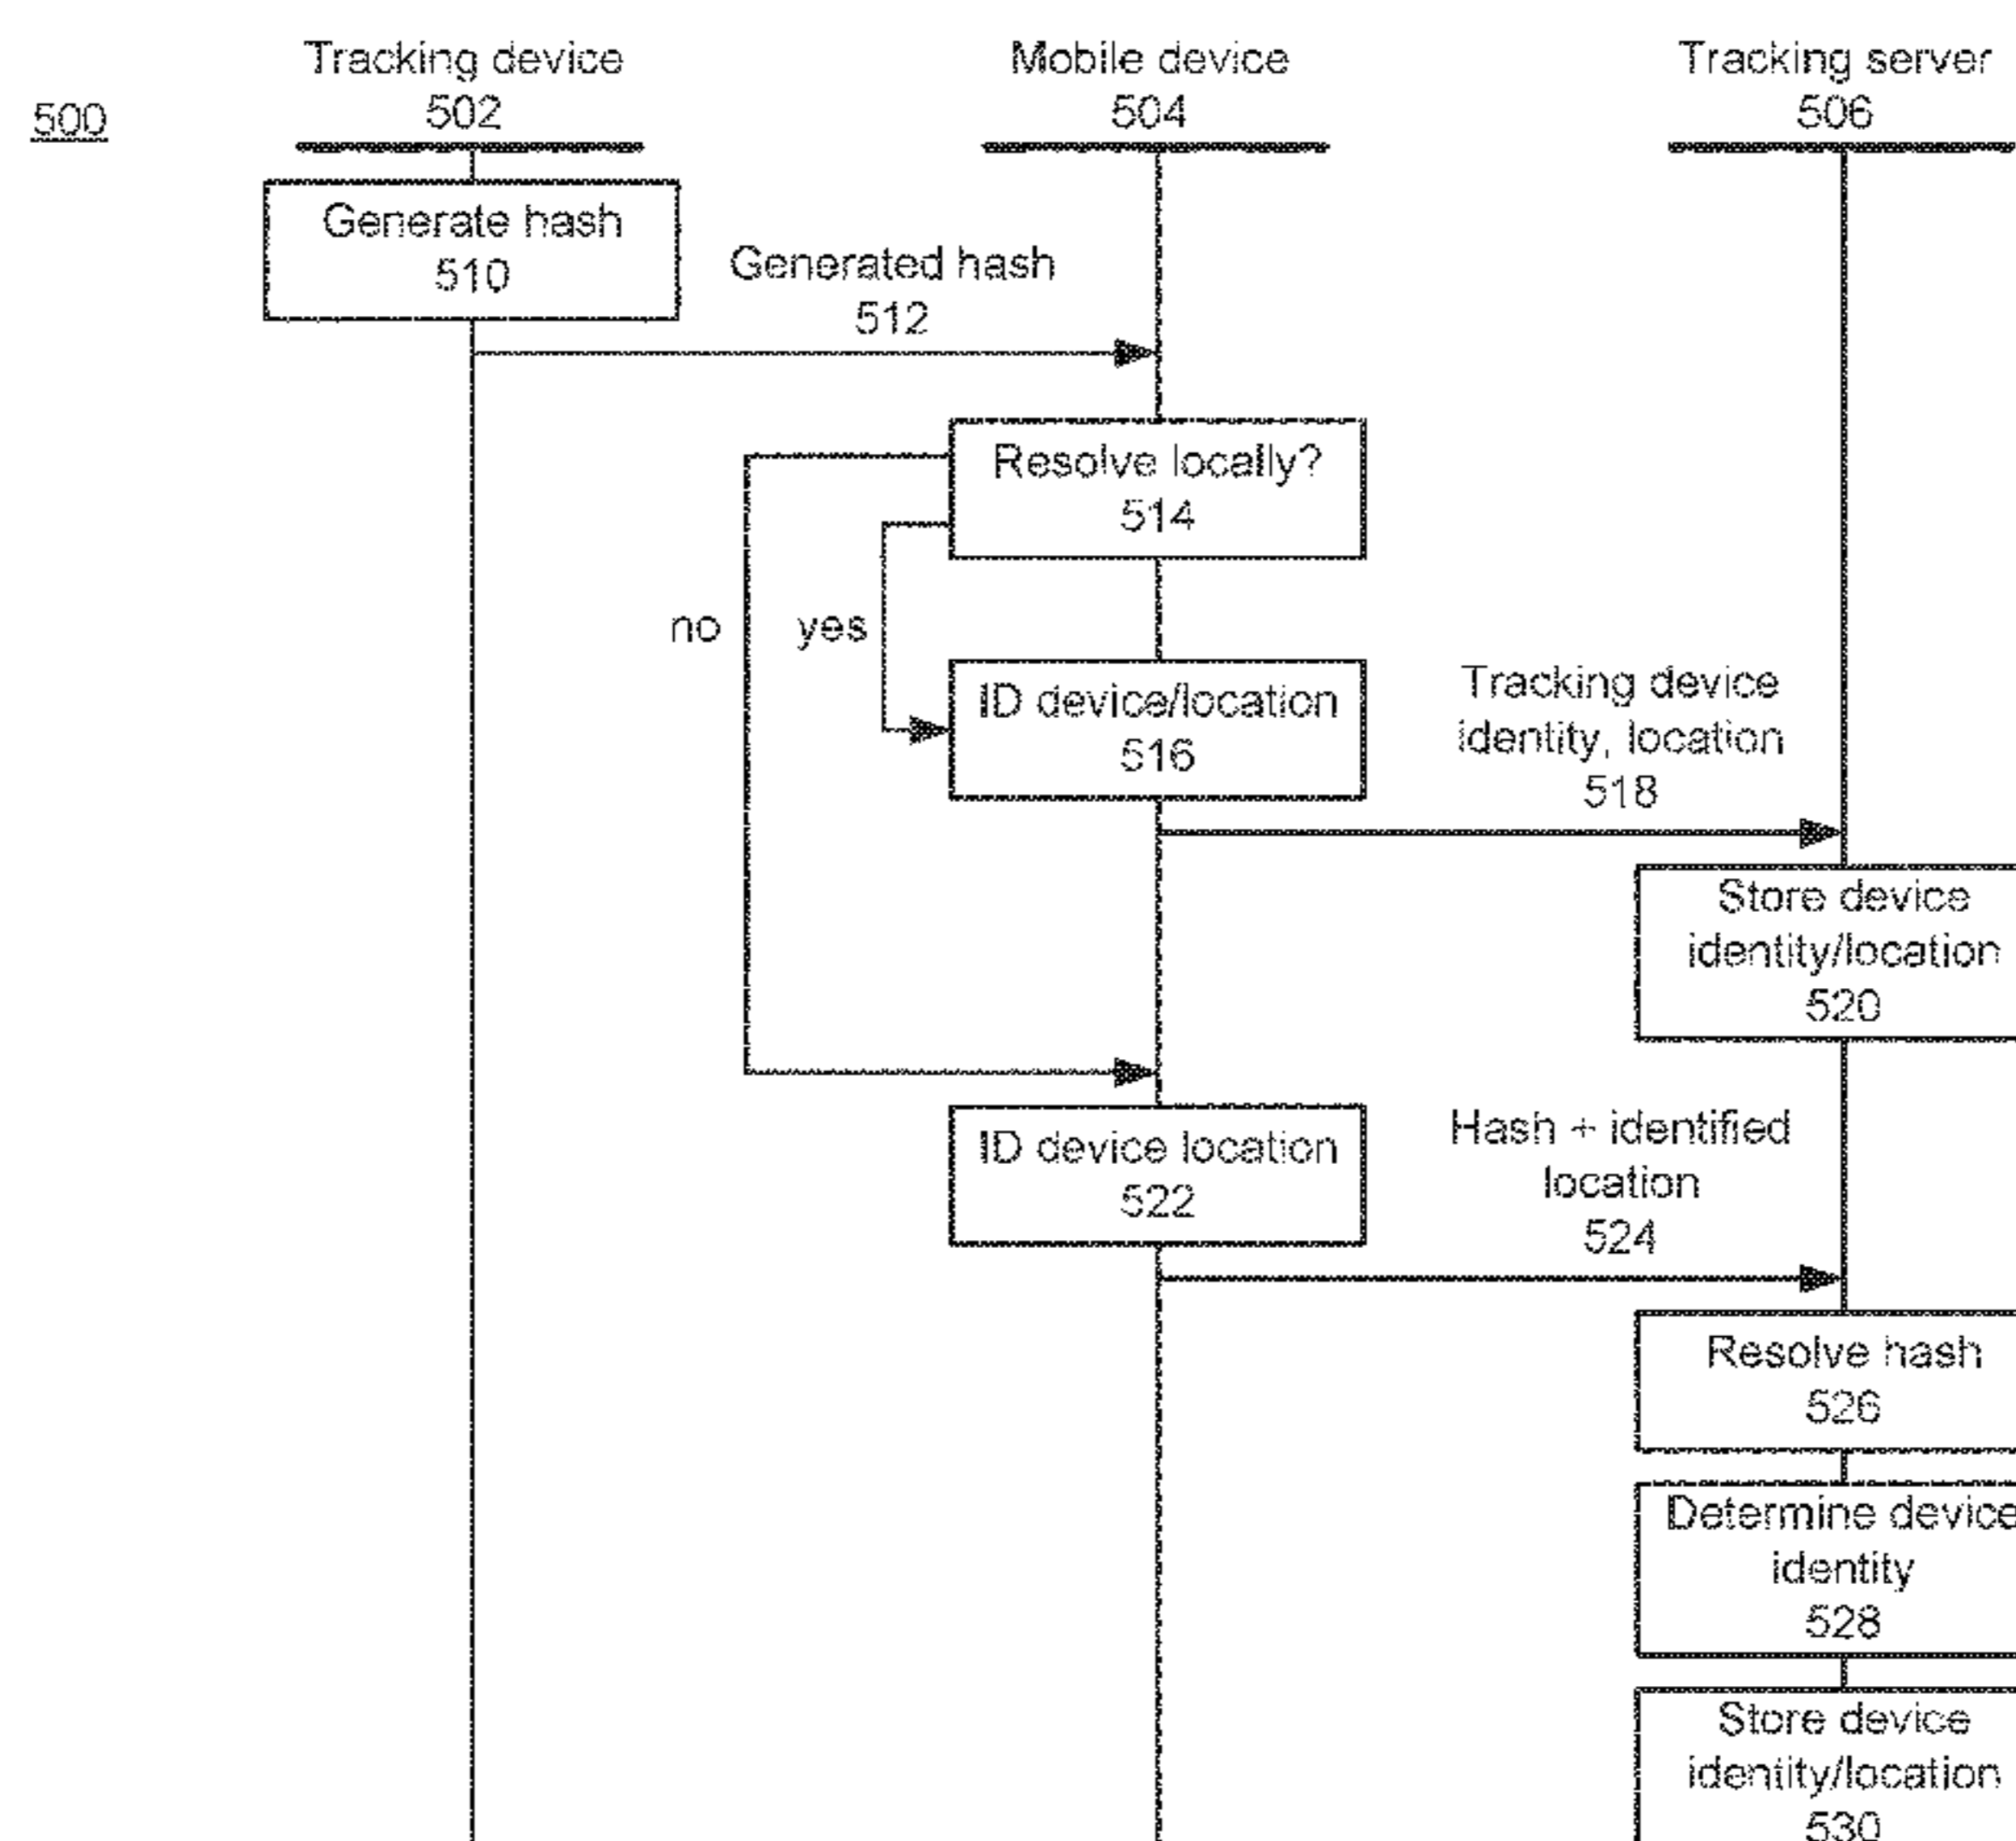 500
Tracking device
502
Mobile device
504
Tracking server
506
Generate hash
510
Generated hash
512
Resolve locally?
514
no
yes
ID device/location
516
Tracking device
identity, location
518
Store device
identity/location
520
ID device location
522
Hash + identified
location
524
Resolve hash
526
Determine device
identity
528
Store device
identity/location
530